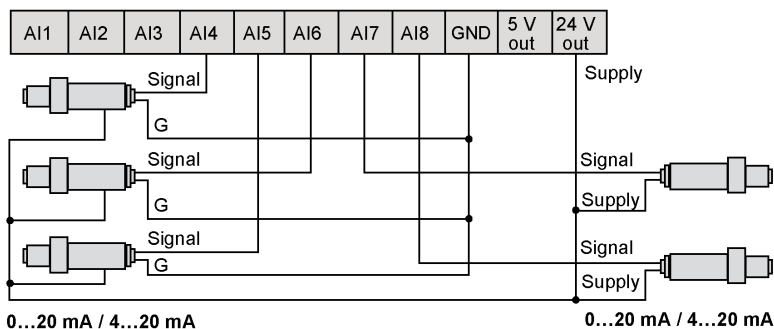 AI1 AI2 AI3 AI4 AI5 AI6 AI7 AI8 GND 5 V out 24 V out
Supply
Signal
G
Signal
Signal
G
Supply
Signal
Signal
G
Supply
0…20 mA / 4…20 mA
0…20 mA / 4…20 mA